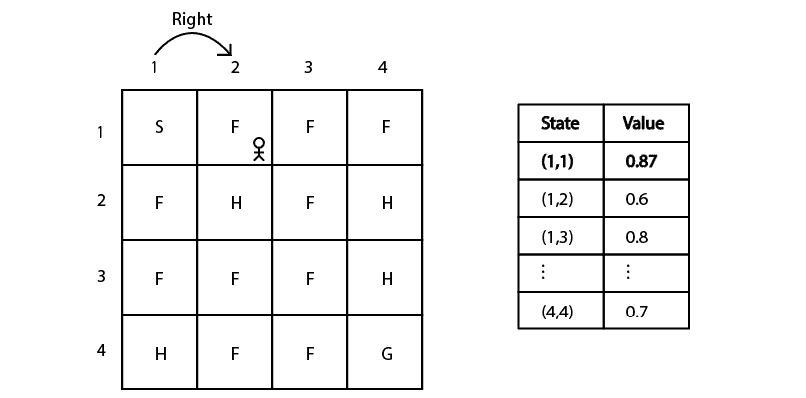 Right
1 2 3 4
1 S F F F
2 F H F H
3 F F F H
4 H F F G
State Value
(1,1) 0.87
(1,2) 0.6
(1,3) 0.8
⋮ ⋮
(4,4) 0.7